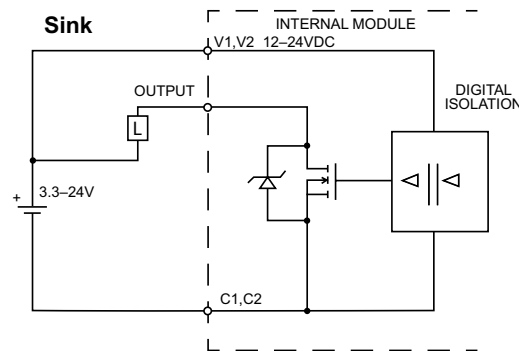 Sink
INTERNAL MODULE
V1,V2 12–24VDC
OUTPUT
DIGITAL
ISOLATION
L
+
3.3–24V
C1,C2